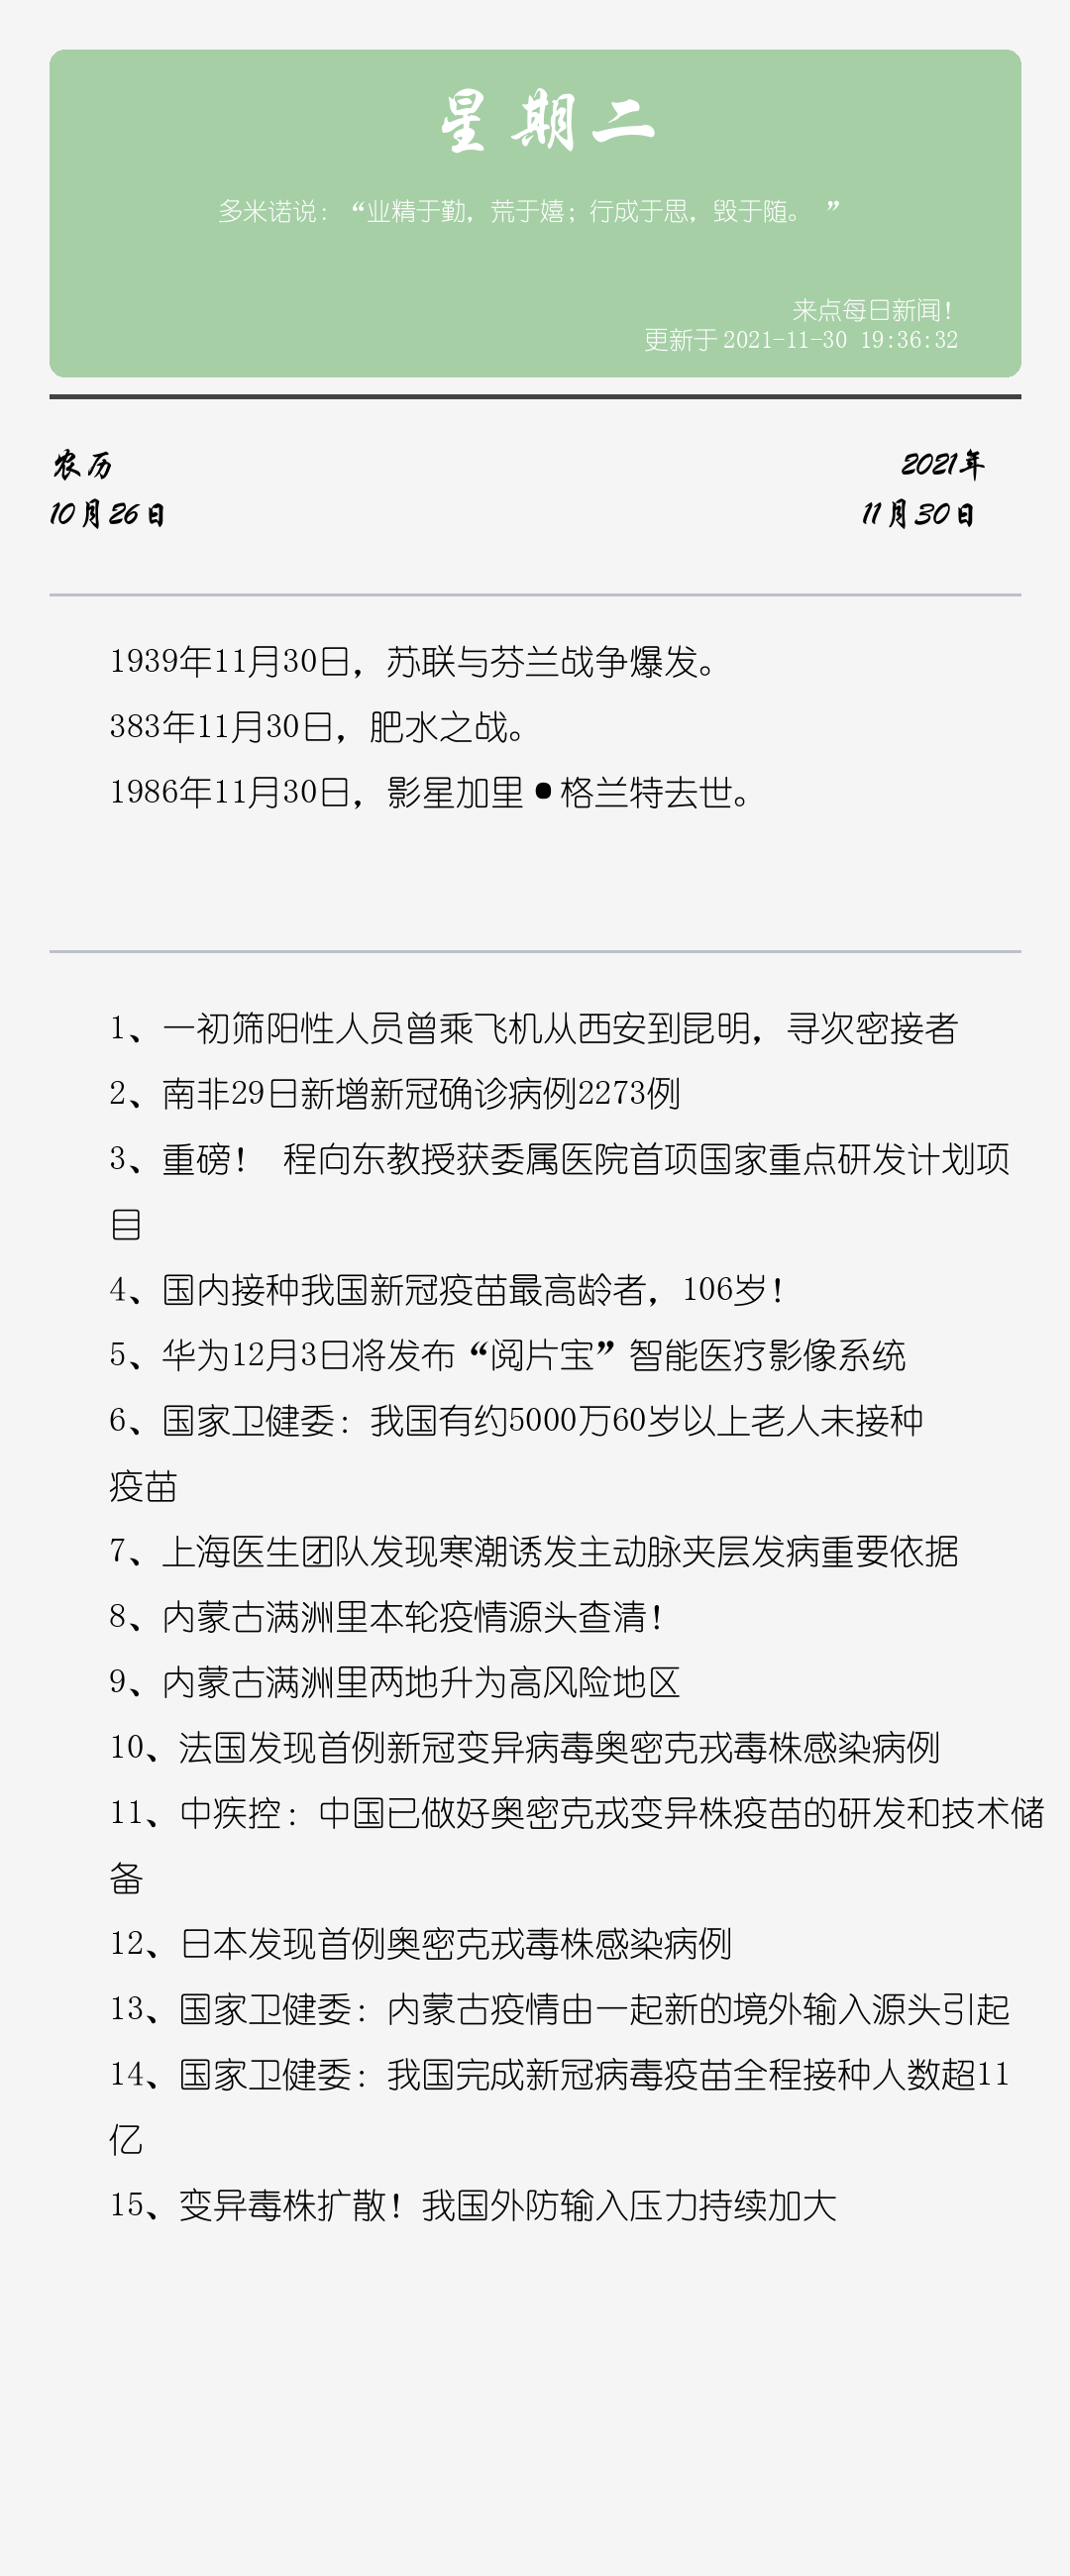 星期二
多米诺说：“业精于勤，荒于嬉；行成于思，毁于随。 ”
来点每日新闻！
更新于 2021-11-30 19:36:32
农历
2021年
10月26日
11月30日
1939年11月30日，苏联与芬兰战争爆发。
383年11月30日，肥水之战。
1986年11月30日，影星加里•格兰特去世。
1、一初筛阳性人员曾乘飞机从西安到昆明，寻次密接者
2、南非29日新增新冠确诊病例2273例
3、重磅！ 程向东教授获委属医院首项国家重点研发计划项
目
4、国内接种我国新冠疫苗最高龄者，106岁！
5、华为12月3日将发布“阅片宝”智能医疗影像系统
6、国家卫健委：我国有约5000万60岁以上老人未接种
疫苗
7、上海医生团队发现寒潮诱发主动脉夹层发病重要依据
8、内蒙古满洲里本轮疫情源头查清！
9、内蒙古满洲里两地升为高风险地区
10、法国发现首例新冠变异病毒奥密克戎毒株感染病例
11、中疾控：中国已做好奥密克戎变异株疫苗的研发和技术储
备
12、日本发现首例奥密克戎毒株感染病例
13、国家卫健委：内蒙古疫情由一起新的境外输入源头引起
14、国家卫健委：我国完成新冠病毒疫苗全程接种人数超11
亿
15、变异毒株扩散！我国外防输入压力持续加大